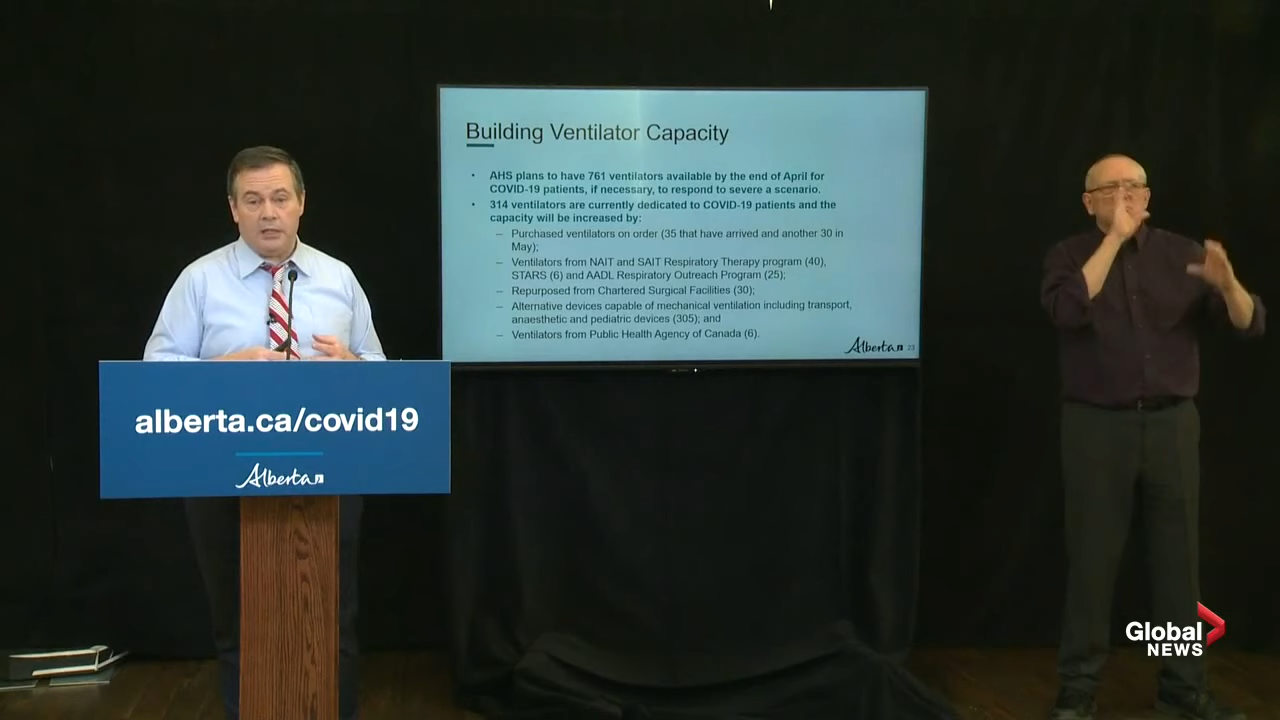 Building Ventilator Capacity
• AHS plans to have 761 ventilators available by the end of April for
COVID-19 patients, if necessary, to respond to severe a scenario.
• 314 ventilators are currently dedicated to COVID-19 patients and the
capacity will be increased by:
– Purchased ventilators on order (35 that have arrived and another 30 in
May);
– Ventilators from NAIT and SAIT Respiratory Therapy program (40),
STARS (6) and AADL Respiratory Outreach Program (25);
– Repurposed from Chartered Surgical Facilities (30);
– Alternative devices capable of mechanical ventilation including transport,
anaesthetic and pediatric devices (305); and
– Ventilators from Public Health Agency of Canada (6).
Alberta 23
alberta.ca/covid19
Alberta
Global
NEWS